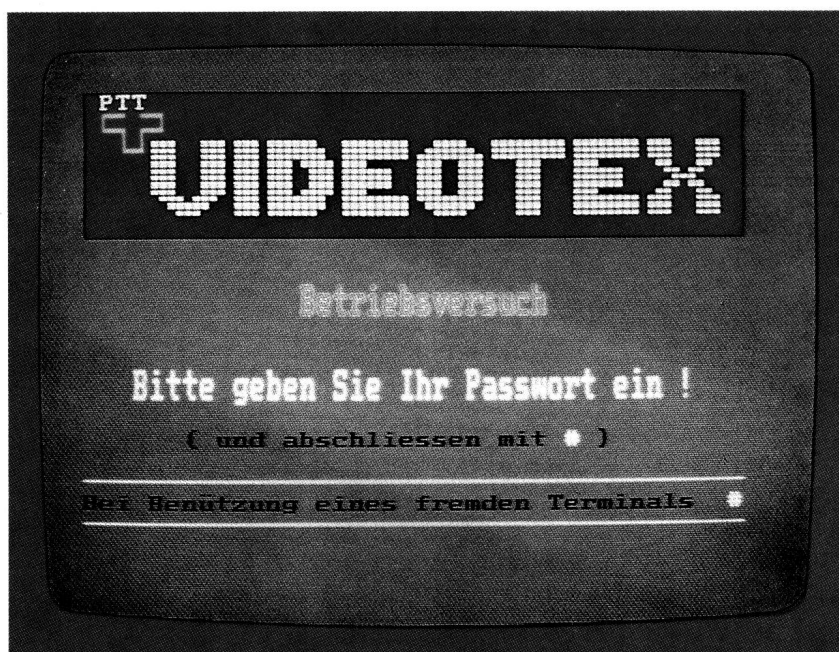 PTT
VIDEOTEX
Betriebsversuch
Bitte geben Sie Ihr Passwort ein !
( und abschliessen mit * )
Bei Benützung eines fremden Terminals *